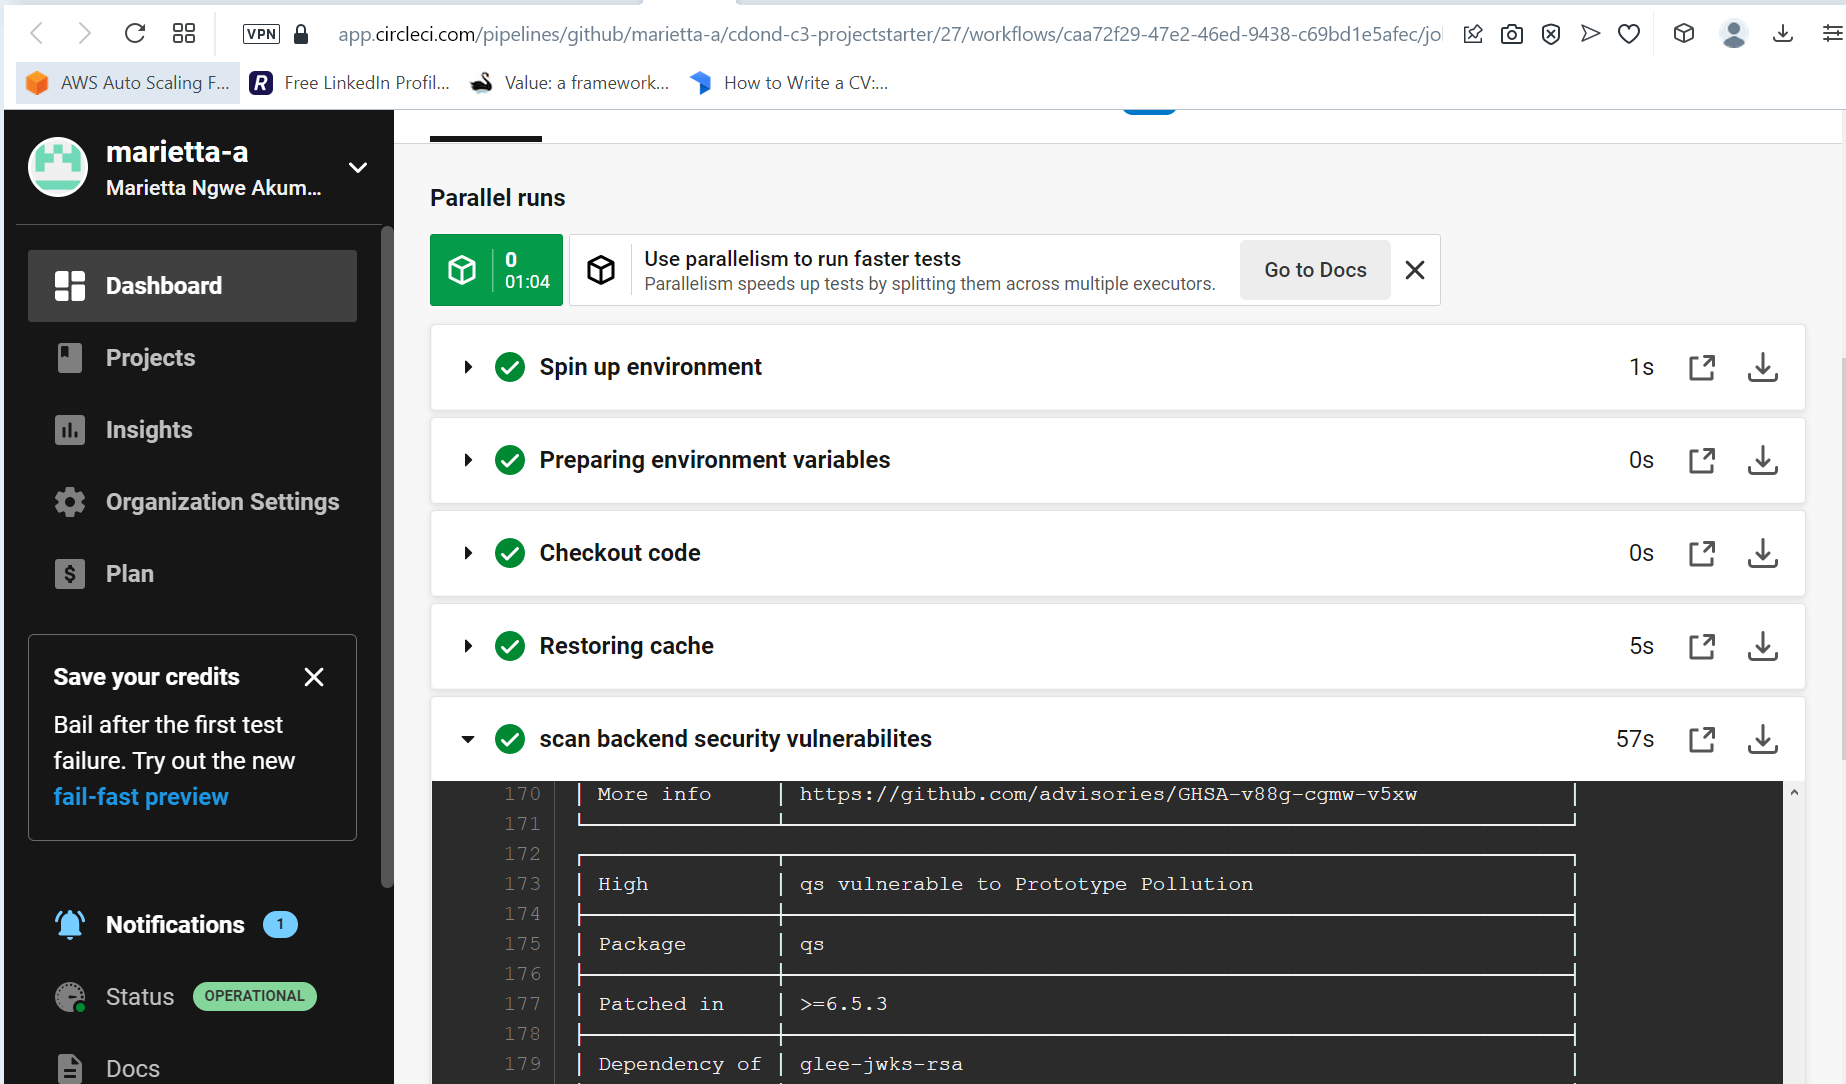 VPN
app.circleci.com/pipelines/github/marietta-a/cdond-c3-projectstarter/27/workflows/caa72f29-47e2-46ed-9438-c69bd1e5afec/jo
AWS Auto Scaling F...
R
Free LinkedIn Profil...
Value: a framework...
How to Write a CV:...
marietta-a
Marietta Ngwe Akum...
Dashboard
Projects
Insights
Organization Settings
Plan
Save your credits
Bail after the first test
failure. Try out the new
fail-fast preview
Notifications 1
Status OPERATIONAL
Docs
Parallel runs
0
01:04
Use parallelism to run faster tests
Parallelism speeds up tests by splitting them across multiple executors.
Go to Docs
Spin up environment 1s
Preparing environment variables 0s
Checkout code 0s
Restoring cache 5s
scan backend security vulnerabilites 57s
170 More info https://github.com/advisories/GHSA-v88g-cgmw-v5xw
171
172
173 High qs vulnerable to Prototype Pollution
174
175 Package qs
176
177 Patched in >=6.5.3
178
179 Dependency of glee-jwks-rsa